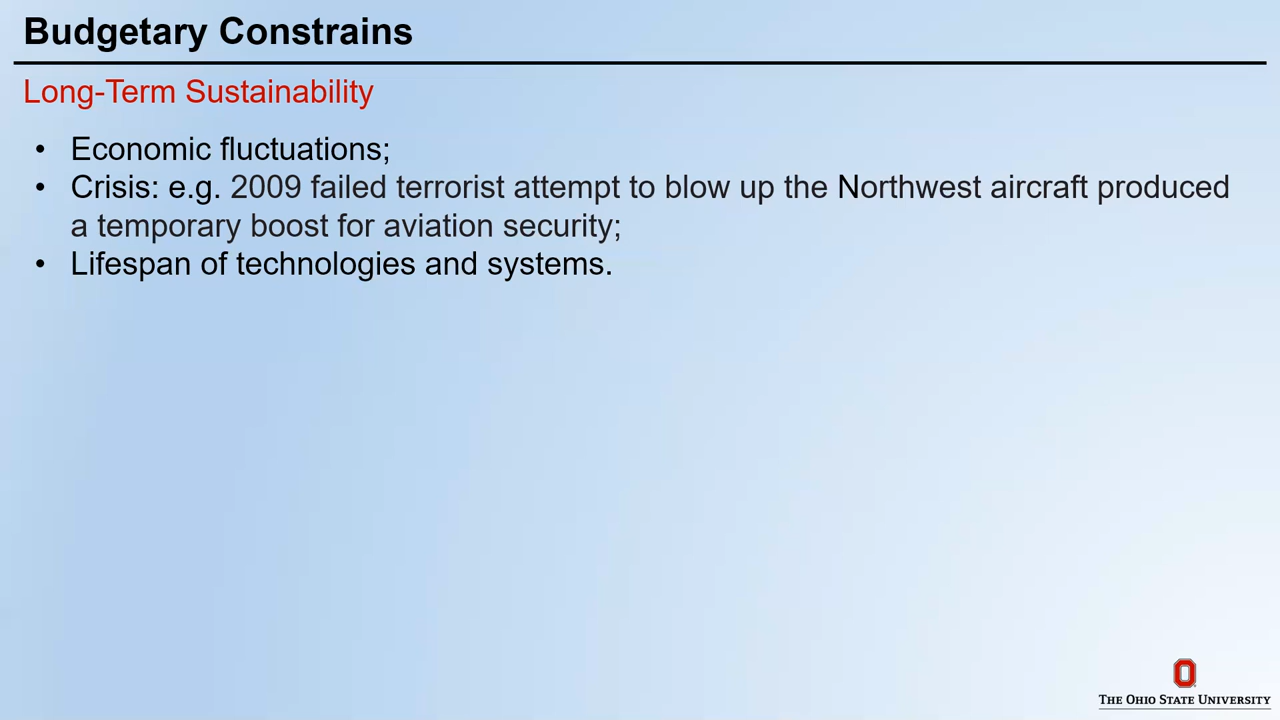 Budgetary Constrains
Long-Term Sustainability
• Economic fluctuations;
• Crisis: e.g. 2009 failed terrorist attempt to blow up the Northwest aircraft produced
a temporary boost for aviation security;
• Lifespan of technologies and systems.
THE OHIO STATE UNIVERSITY